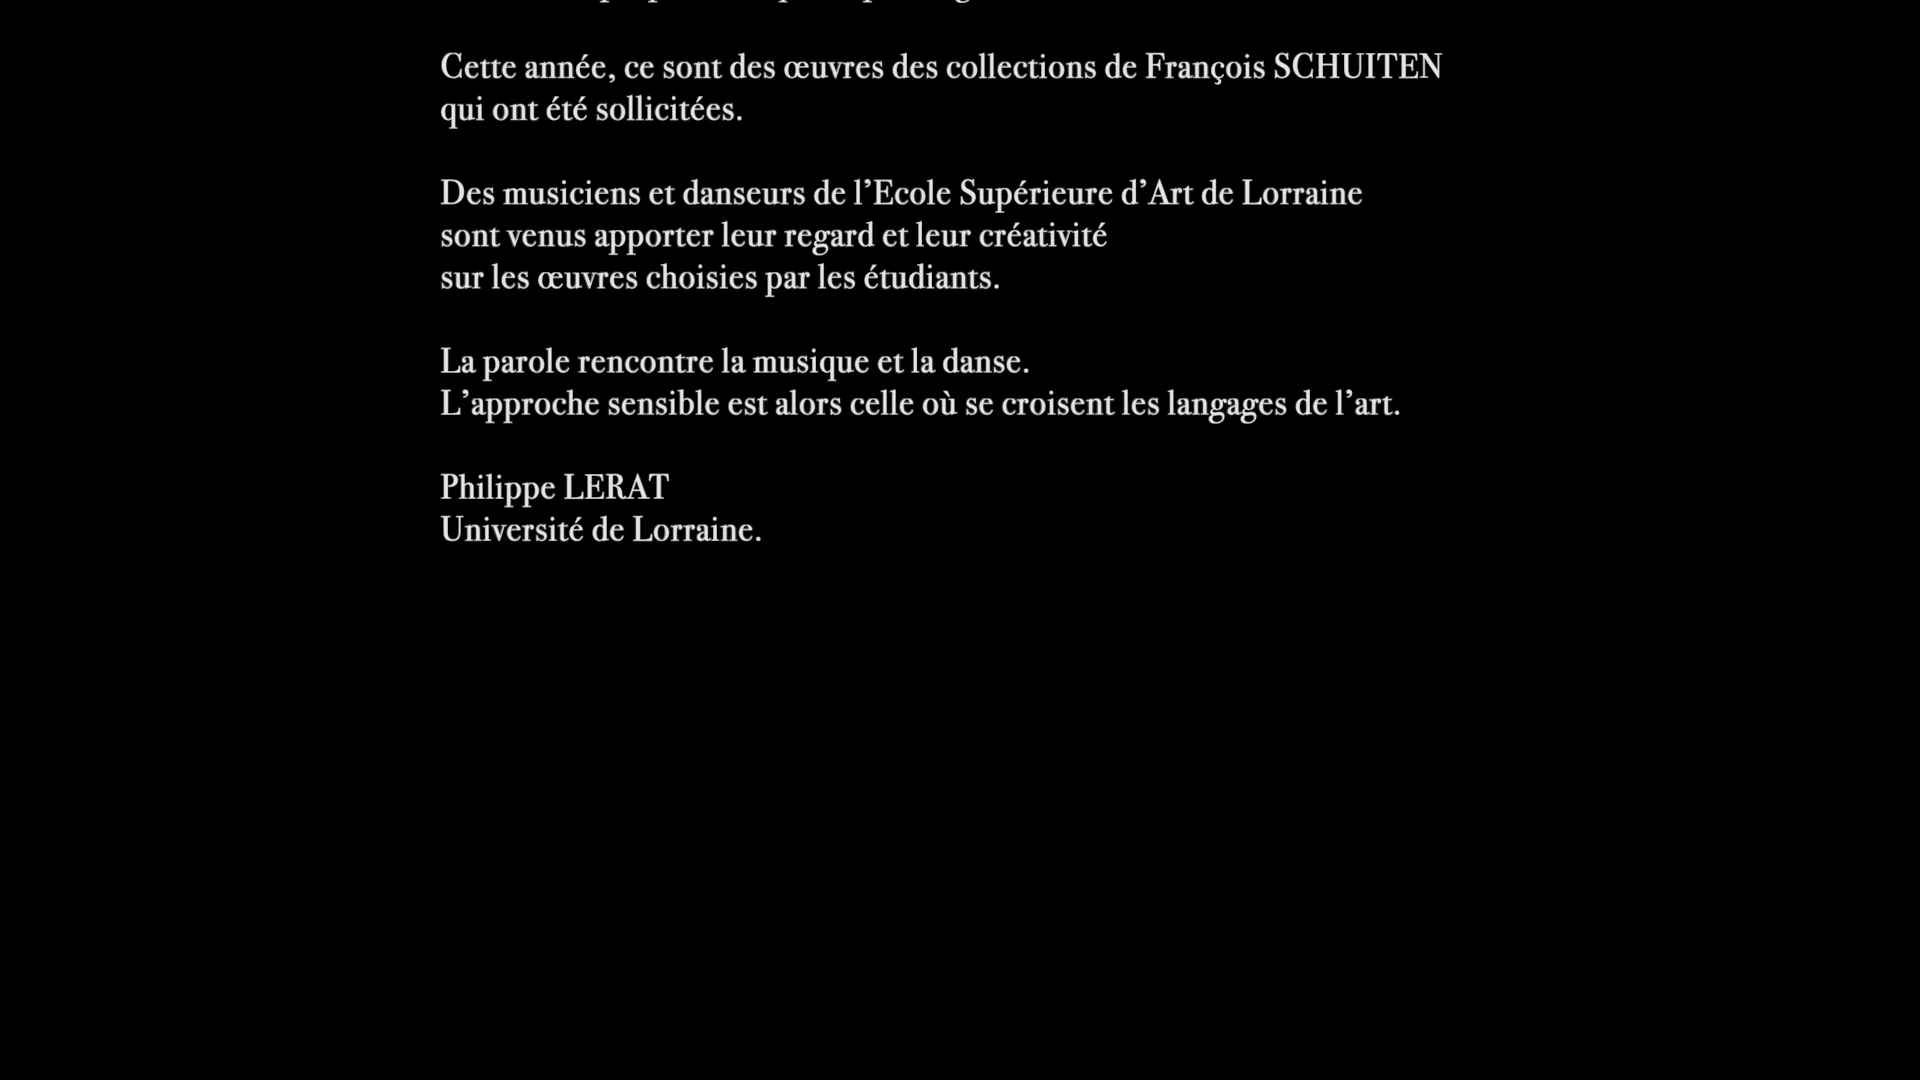 Cette année, ce sont des œuvres des collections de François SCHUITEN
qui ont été sollicitées.
Des musiciens et danseurs de l’Ecole Supérieure d’Art de Lorraine
sont venus apporter leur regard et leur créativité
sur les œuvres choisies par les étudiants.
La parole rencontre la musique et la danse.
L’approche sensible est alors celle où se croisent les langages de l’art.
Philippe LERAT
Université de Lorraine.